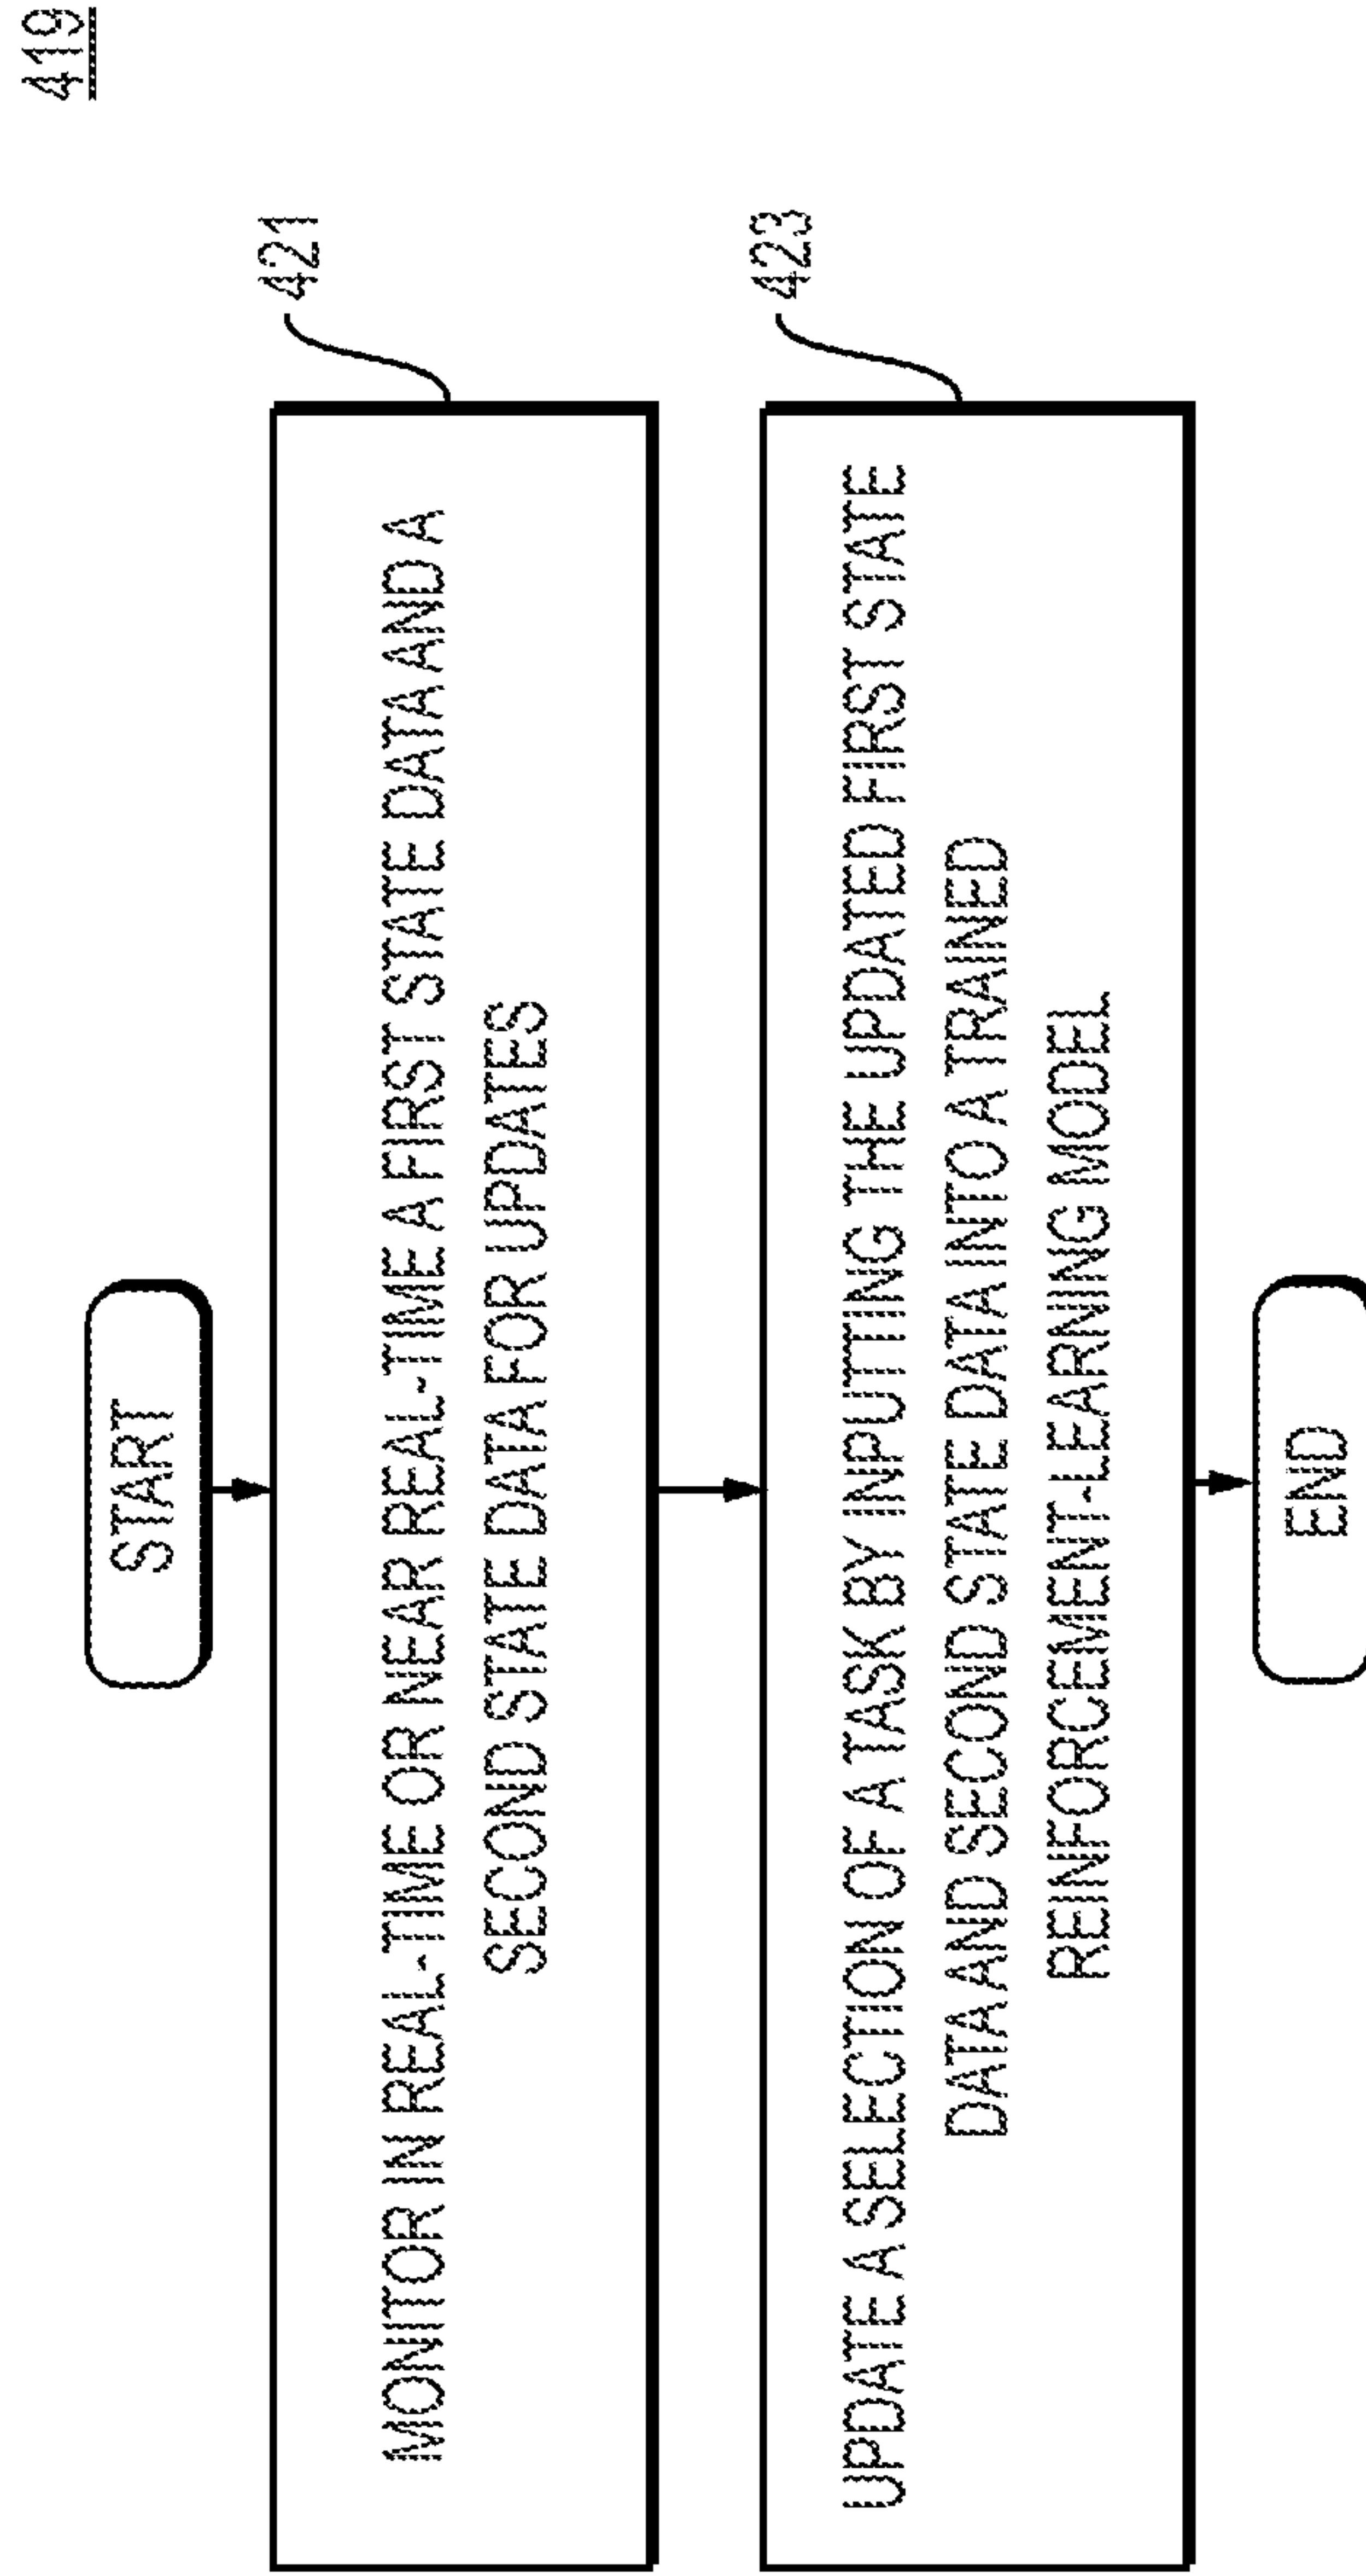 419
START
421
MONITOR IN REAL-TIME OR NEAR REAL-TIME A FIRST STATE DATA AND A
SECOND STATE DATA FOR UPDATES
423
UPDATE A SELECTION OF A TASK BY INPUTTING THE UPDATED FIRST STATE
DATA AND SECOND STATE DATA INTO A TRAINED
REINFORCEMENT-LEARNING MODEL
END